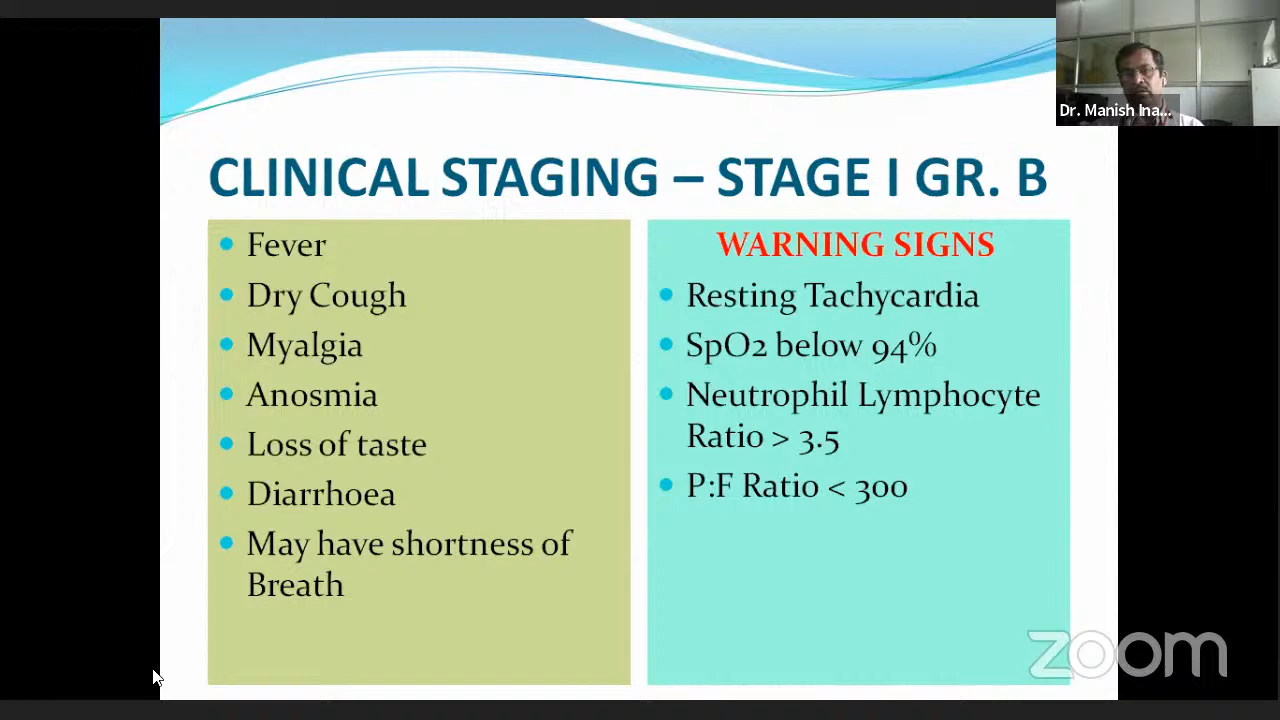 Dr. Manish Ina...
CLINICAL STAGING – STAGE I GR. B
Fever
Dry Cough
Myalgia
Anosmia
Loss of taste
Diarrhoea
May have shortness of
Breath
WARNING SIGNS
Resting Tachycardia
SpO2 below 94%
Neutrophil Lymphocyte
Ratio > 3.5
P:F Ratio < 300
zoom